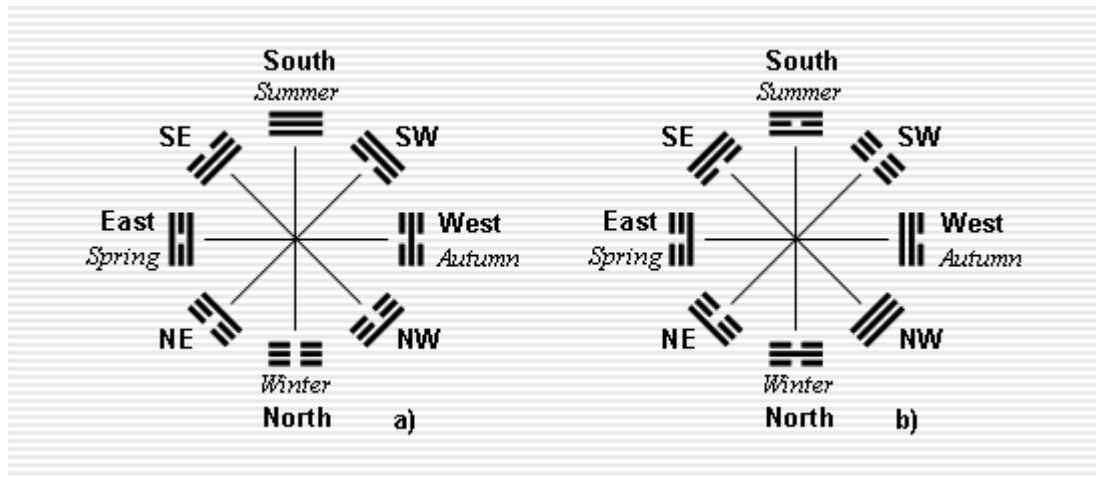 South
Summer
SE
SW
East
Spring
West
Autumn
NE
NW
Winter
North
a)
South
Summer
SE
SW
East
Spring
West
Autumn
NE
NW
Winter
North
b)